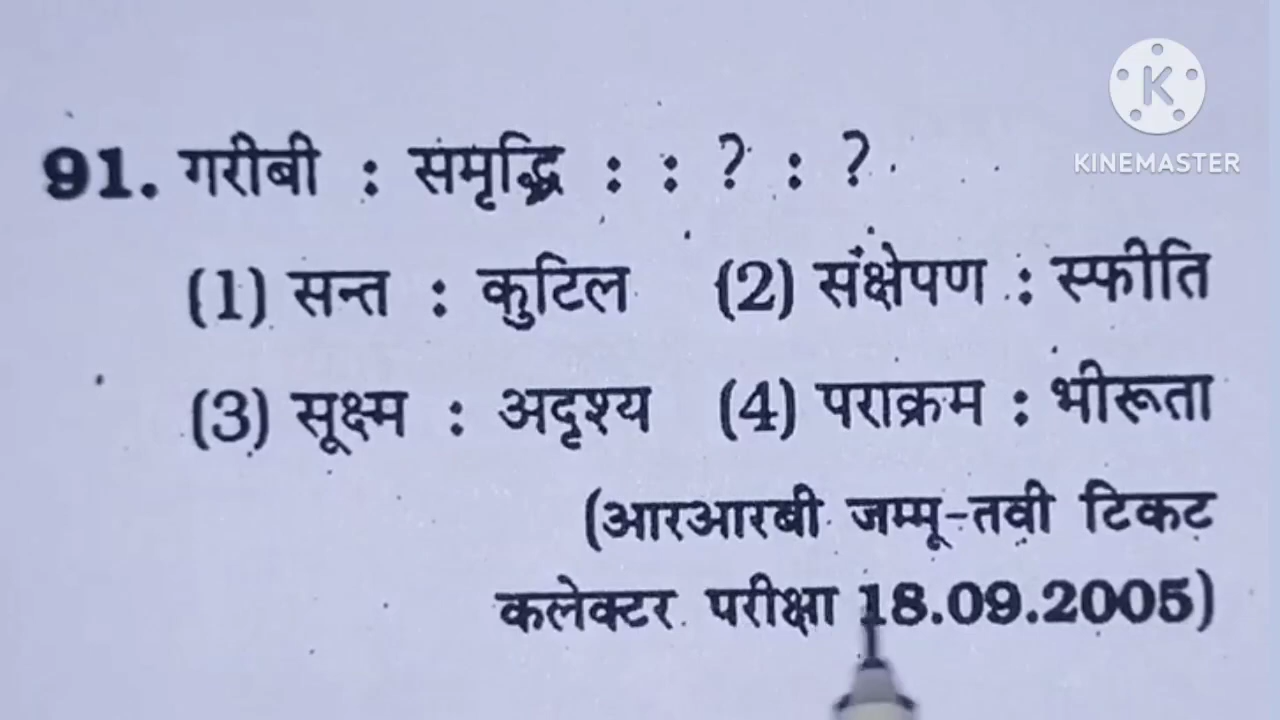 91. गरीबी : समृद्धि : : ? : ?
(1) सन्त : कुटिल (2) संक्षेपण : स्फीति
(3) सूक्ष्म : अदृश्य (4) पराक्रम : भीरूता
(आरआरबी जम्मू-तवी टिकट
कलेक्टर परीक्षा 18.09.2005)
K
KINEMASTER